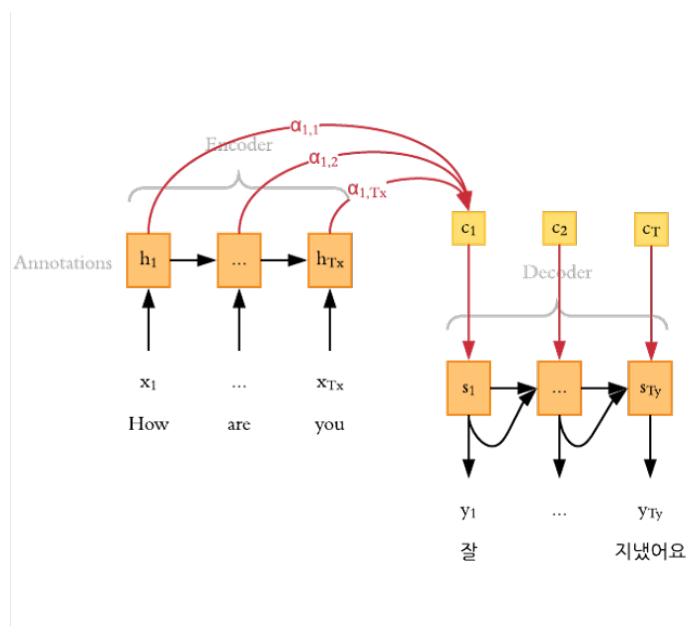 α1,1
Encoder
α1,2
α1,Tx
c1 c2 cT
Annotations h1 ... hTx
Decoder
x1 ... xTx
s1 ... sTy
How are you
y1 ... yTy
잘 지냈어요